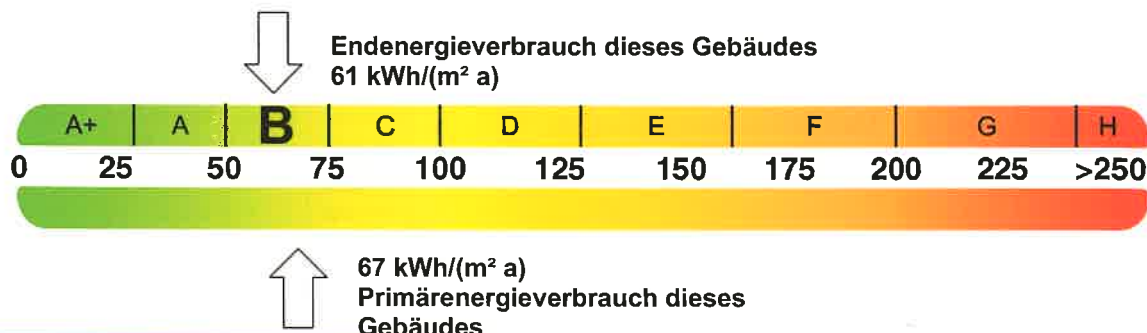 Endenergieverbrauch dieses Gebäudes
61 kWh/(m² a)
A+ A B C D E F G H
0 25 50 75 100 125 150 175 200 225 >250
67 kWh/(m² a)
Primärenergieverbrauch dieses
Gebäudes